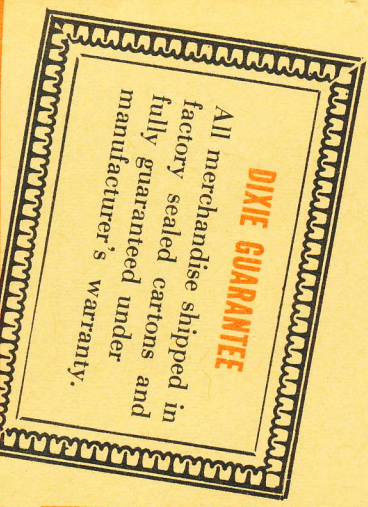 DIXIE GUARANTEE
All merchandise shipped in
factory sealed cartons and
fully guaranteed under
manufacturer's warranty.